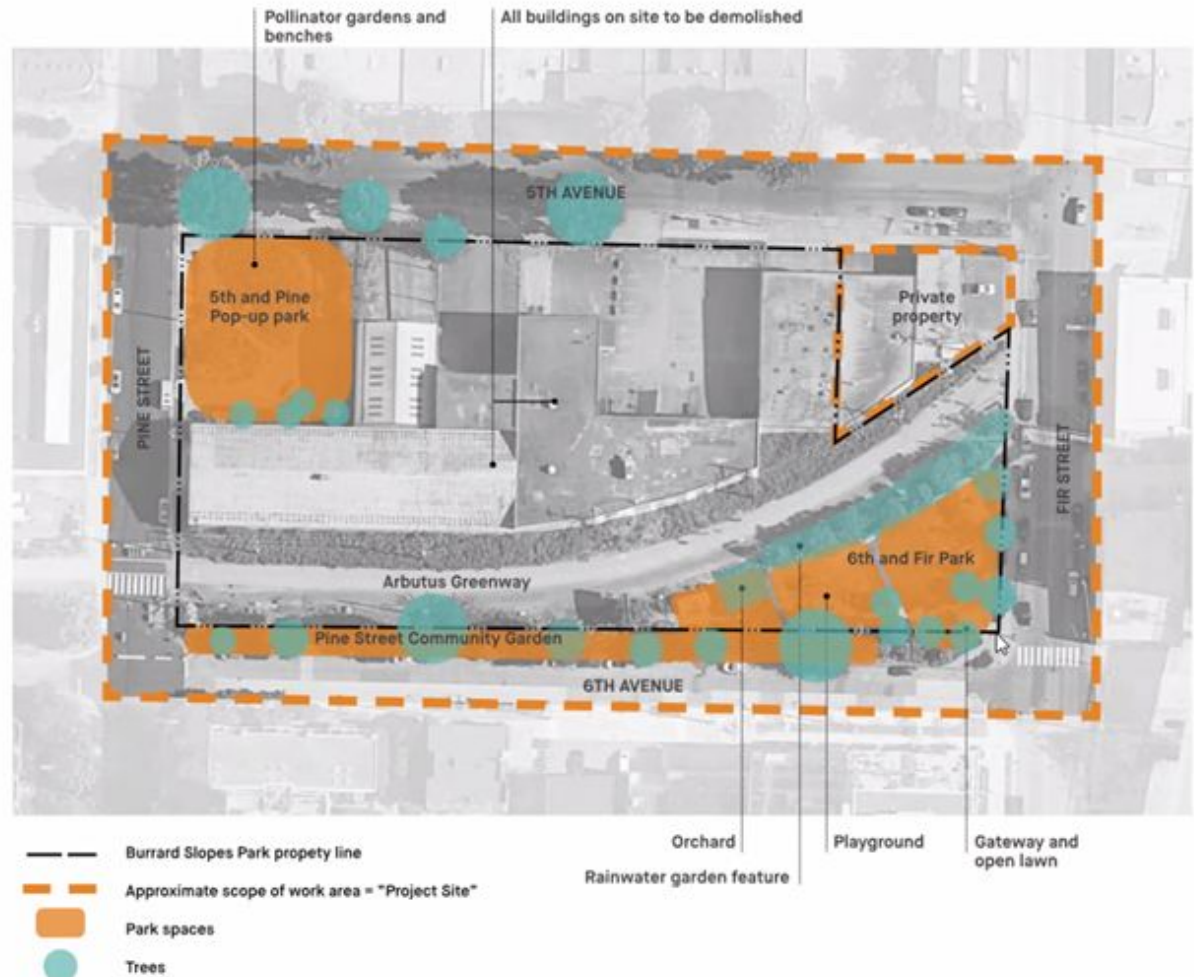 Pollinator gardens and
benches
All buildings on site to be demolished
5TH AVENUE
5th and Pine
Pop-up park
Private
property
PINE STREET
FIR STREET
6th and Fir Park
Arbutus Greenway
Pine Street Community Garden
6TH AVENUE
Orchard
Playground
Gateway and
open lawn
Rainwater garden feature
Burrard Slopes Park propety line
Approximate scope of work area = "Project Site"
Park spaces
Trees